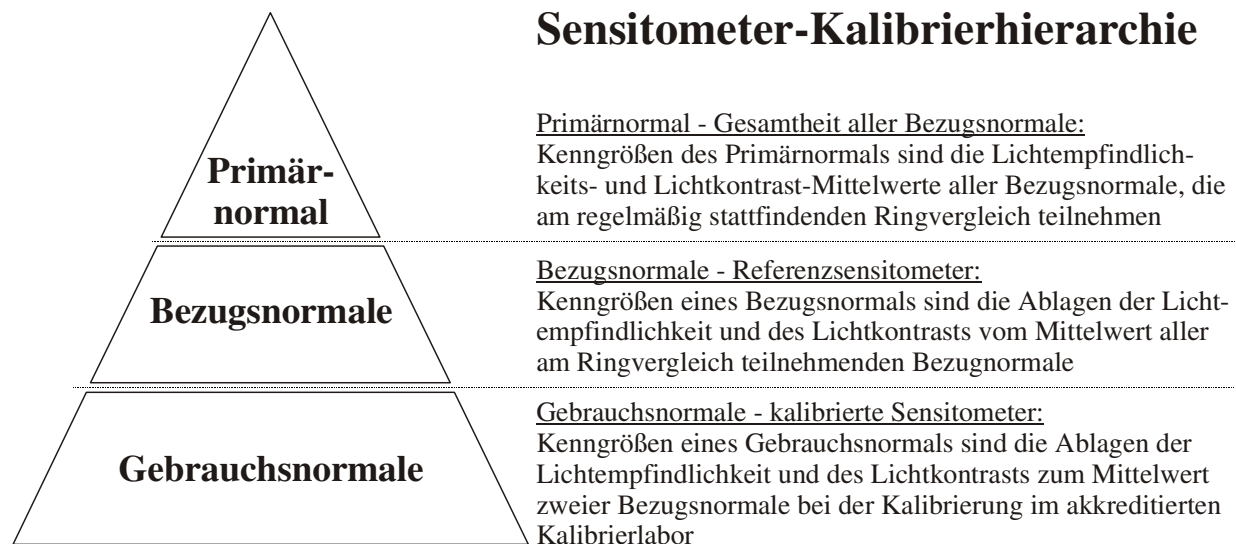 Sensitometer-Kalibrierhierarchie
Primär-
normal
Primärnormal - Gesamtheit aller Bezugsnormale:
Kenngrößen des Primärnormals sind die Lichtempfindlich-
keits- und Lichtkontrast-Mittelwerte aller Bezugsnormale, die
am regelmäßig stattfindenden Ringvergleich teilnehmen
Bezugsnormale
Bezugsnormale - Referenzsensitometer:
Kenngrößen eines Bezugsnormals sind die Ablagen der Licht-
empfindlichkeit und des Lichtkontrasts vom Mittelwert aller
am Ringvergleich teilnehmenden Bezugnormale
Gebrauchsnormale
Gebrauchsnormale - kalibrierte Sensitometer:
Kenngrößen eines Gebrauchsnormals sind die Ablagen der
Lichtempfindlichkeit und des Lichtkontrasts zum Mittelwert
zweier Bezugsnormale bei der Kalibrierung im akkreditierten
Kalibrierlabor